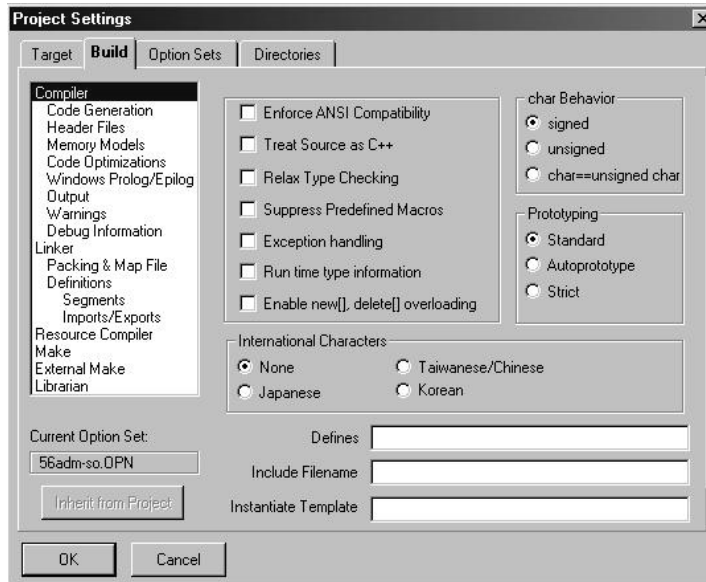 Project Settings
Target Build Option Sets Directories
Compiler
Code Generation
Header Files
Memory Models
Code Optimizations
Windows Prolog/Epilog
Output
Warnings
Debug Information
Linker
Packing & Map File
Definitions
Segments
Imports/Exports
Resource Compiler
Make
External Make
Librarian
Enforce ANSI Compatibility
Treat Source as C++
Relax Type Checking
Suppress Predefined Macros
Exception handling
Run time type information
Enable new[], delete[] overloading
char Behavior
signed
unsigned
char==unsigned char
Prototyping
Standard
Autoprototype
Strict
International Characters
None
Taiwanese/Chinese
Japanese
Korean
Current Option Set:
56adm-so.OPN
Inherit from Project
Defines
Include Filename
Instantiate Template
OK
Cancel